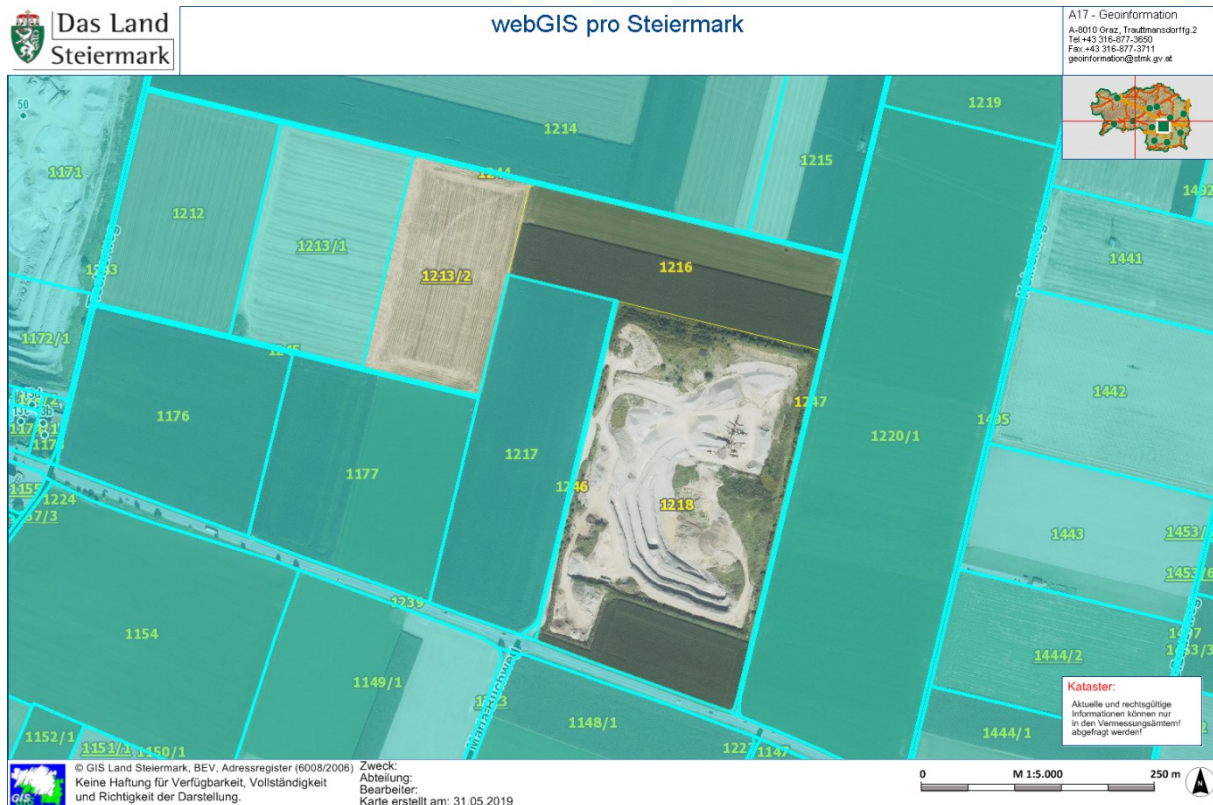 Das Land
Steiermark
webGIS pro Steiermark
A17 - Geoinformation
A-8010 Graz, Trauttmansdorffg.2
Tel.+43 316-877-3650
Fax.+43 316-877-3711
geoinformation@stmk.gv.at
50
1171
1212
1213/1
1213/2
1214
1215
1219
1216
1441
1172/1
1245
1176
1177
1217
1246
1218
1247
1220/1
1495
1442
1224
1239
1443
1154
1149/1
1148/1
1444/2
1444/1
1152/1
1151/1
1150/1
1147
Kataster:
Aktuelle und rechtsgültige
Informationen können nur
in den Vermessungsämtern!
abgefragt werden!
GIS
© GIS Land Steiermark, BEV, Adressregister (6008/2006)
Keine Haftung für Verfügbarkeit, Vollständigkeit
und Richtigkeit der Darstellung.
Zweck:
Abteilung:
Bearbeiter:
Karte erstellt am: 31.05.2019
0 M 1:5.000 250 m
N